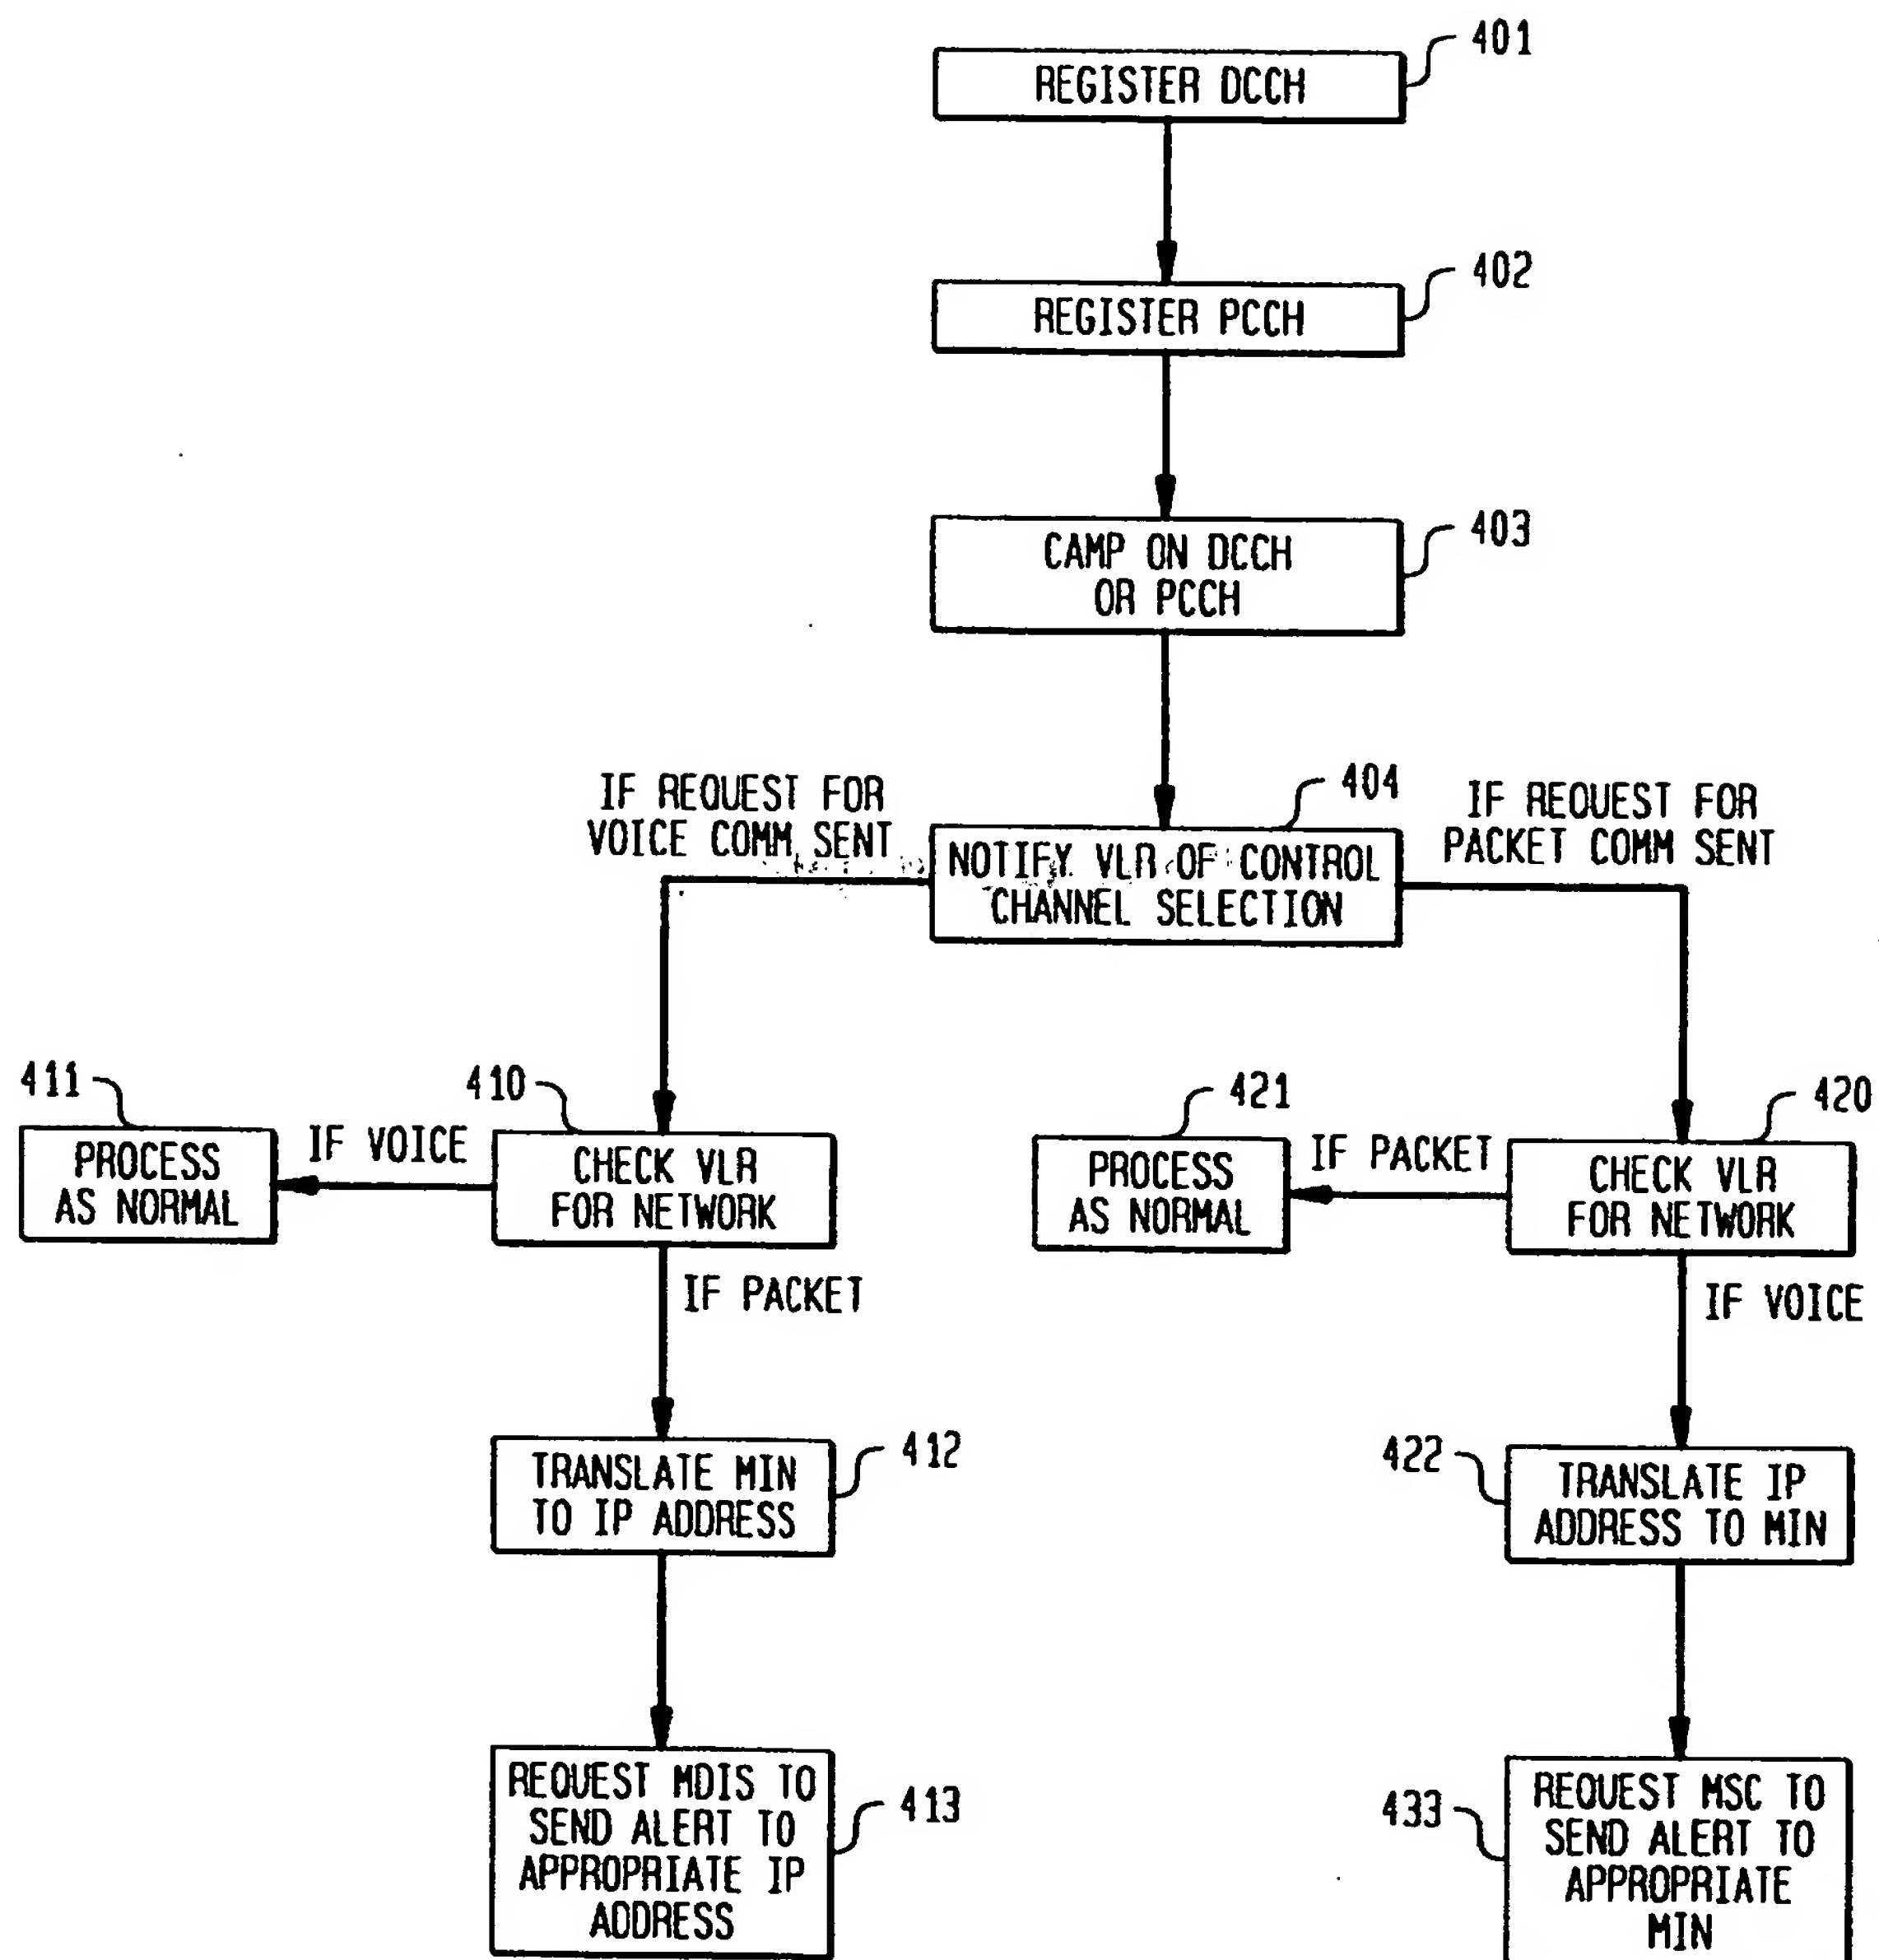 401
REGISTER DCCH
402
REGISTER PCCH
403
CAMP ON DCCH
OR PCCH
404
IF REQUEST FOR
VOICE COMM SENT
IF REQUEST FOR
PACKET COMM SENT
NOTIFY VLR OF CONTROL
CHANNEL SELECTION
411
410
421
420
PROCESS
AS NORMAL
IF VOICE
CHECK VLR
FOR NETWORK
PROCESS
AS NORMAL
IF PACKET
CHECK VLR
FOR NETWORK
IF PACKET
IF VOICE
412
TRANSLATE MIN
TO IP ADDRESS
422
TRANSLATE IP
ADDRESS TO MIN
REQUEST MDIS TO
SEND ALERT TO
APPROPRIATE IP
ADDRESS
413
433
REQUEST MSC TO
SEND ALERT TO
APPROPRIATE
MIN